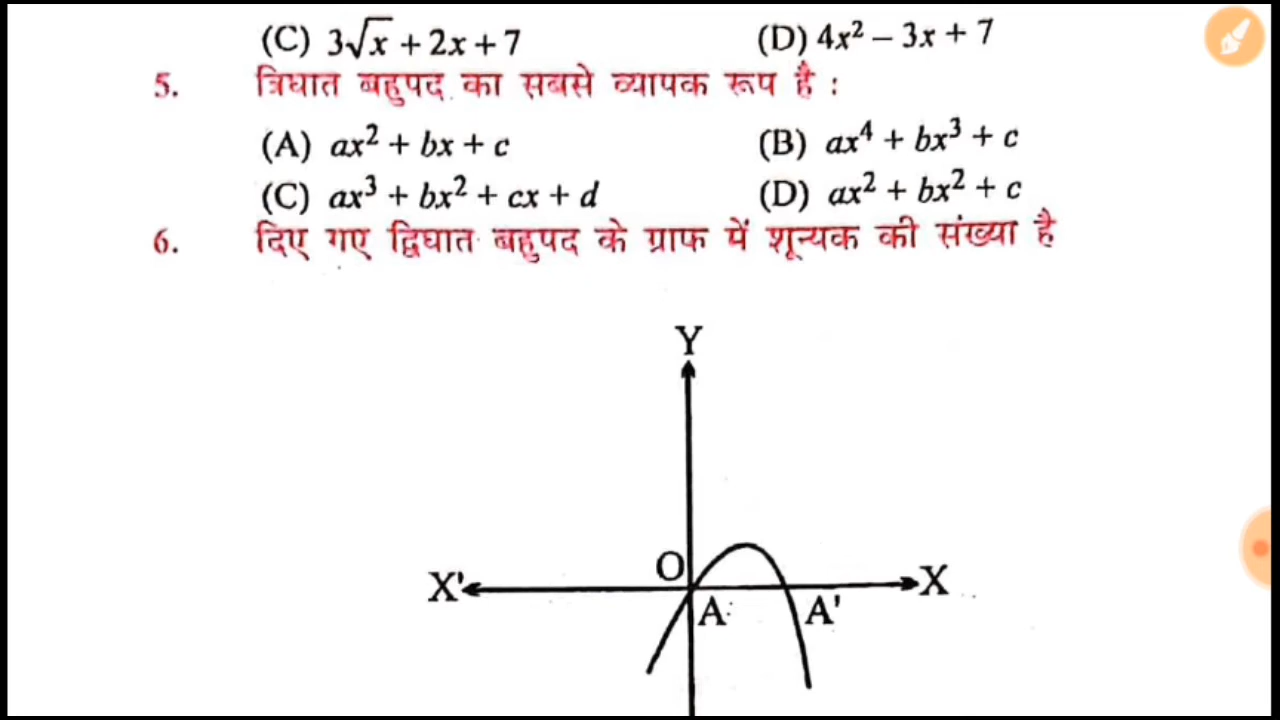 (C) 3√x + 2x + 7 (D) 4x² – 3x + 7
5. त्रिघात बहुपद का सबसे व्यापक रूप है :
(A) ax² + bx + c (B) ax⁴ + bx³ + c
(C) ax³ + bx² + cx + d (D) ax² + bx² + c
6. दिए गए द्विघात बहुपद के ग्राफ में शून्यक की संख्या है
Y
O
X' X
A A'